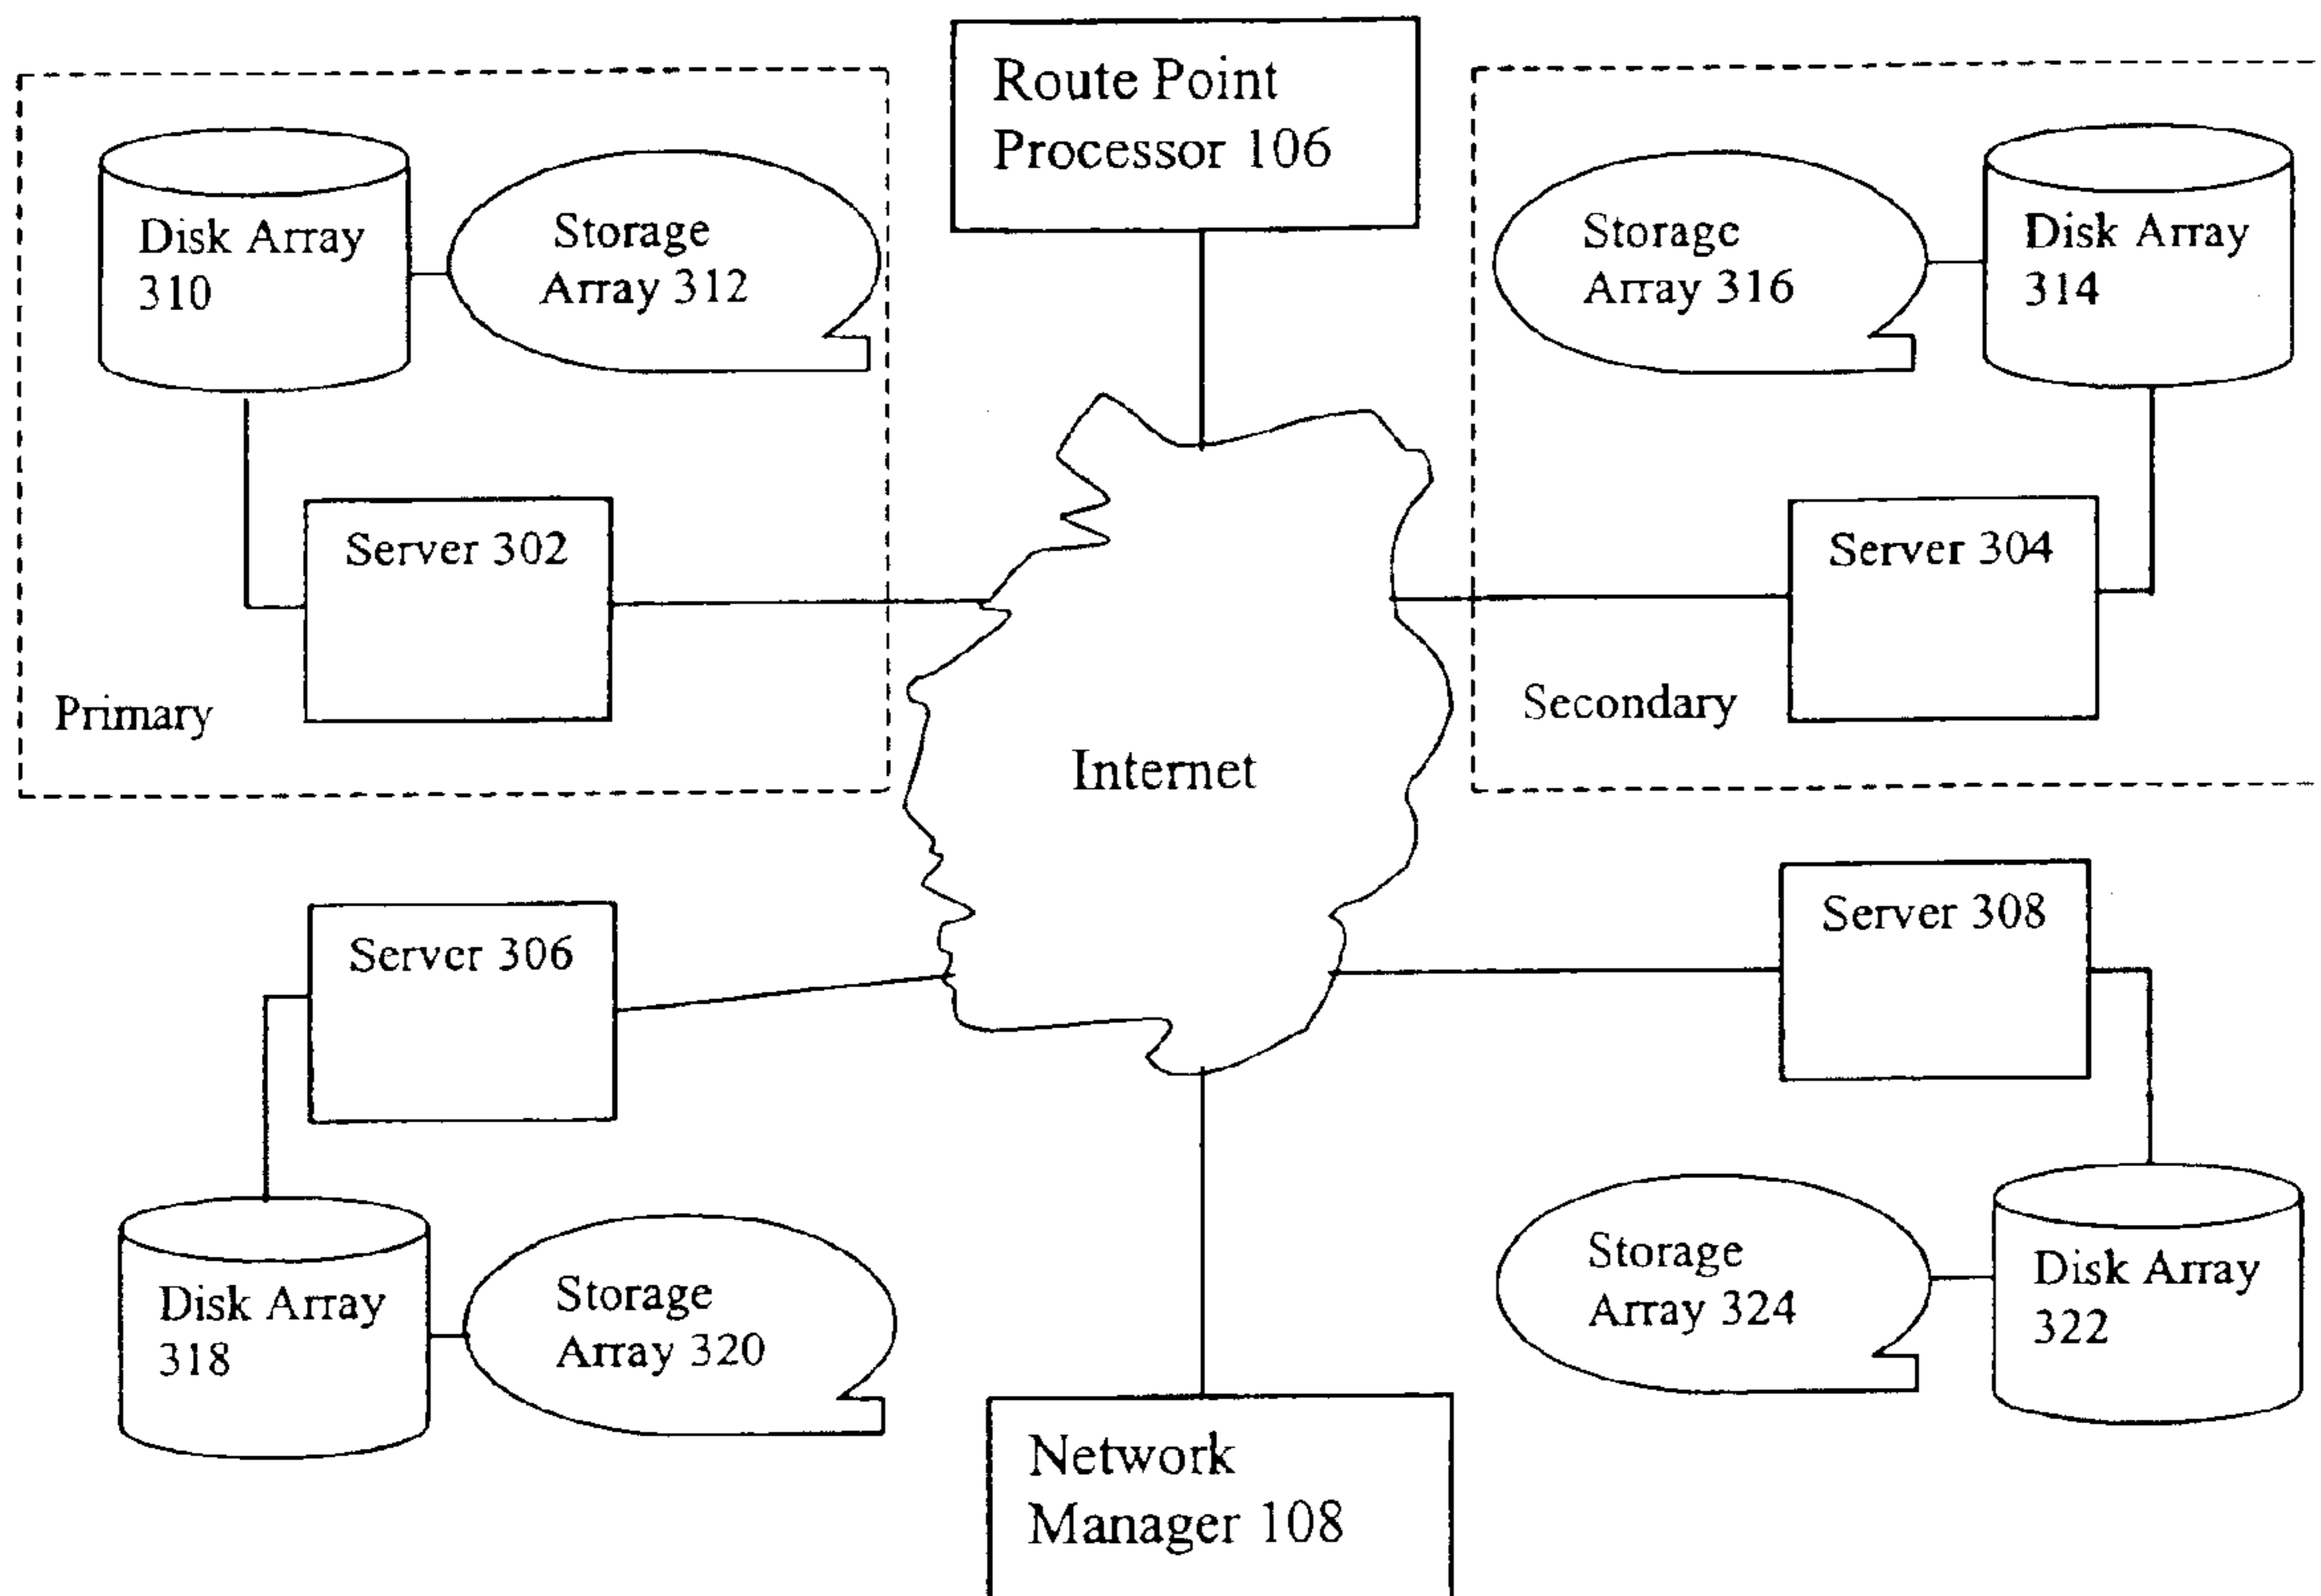 Route Point
Processor 106
Disk Array
310
Storage
Array 312
Storage
Array 316
Disk Array
314
Server 302
Server 304
Primary
Secondary
Internet
Server 306
Server 308
Disk Array
318
Storage
Array 320
Storage
Array 324
Disk Array
322
Network
Manager 108